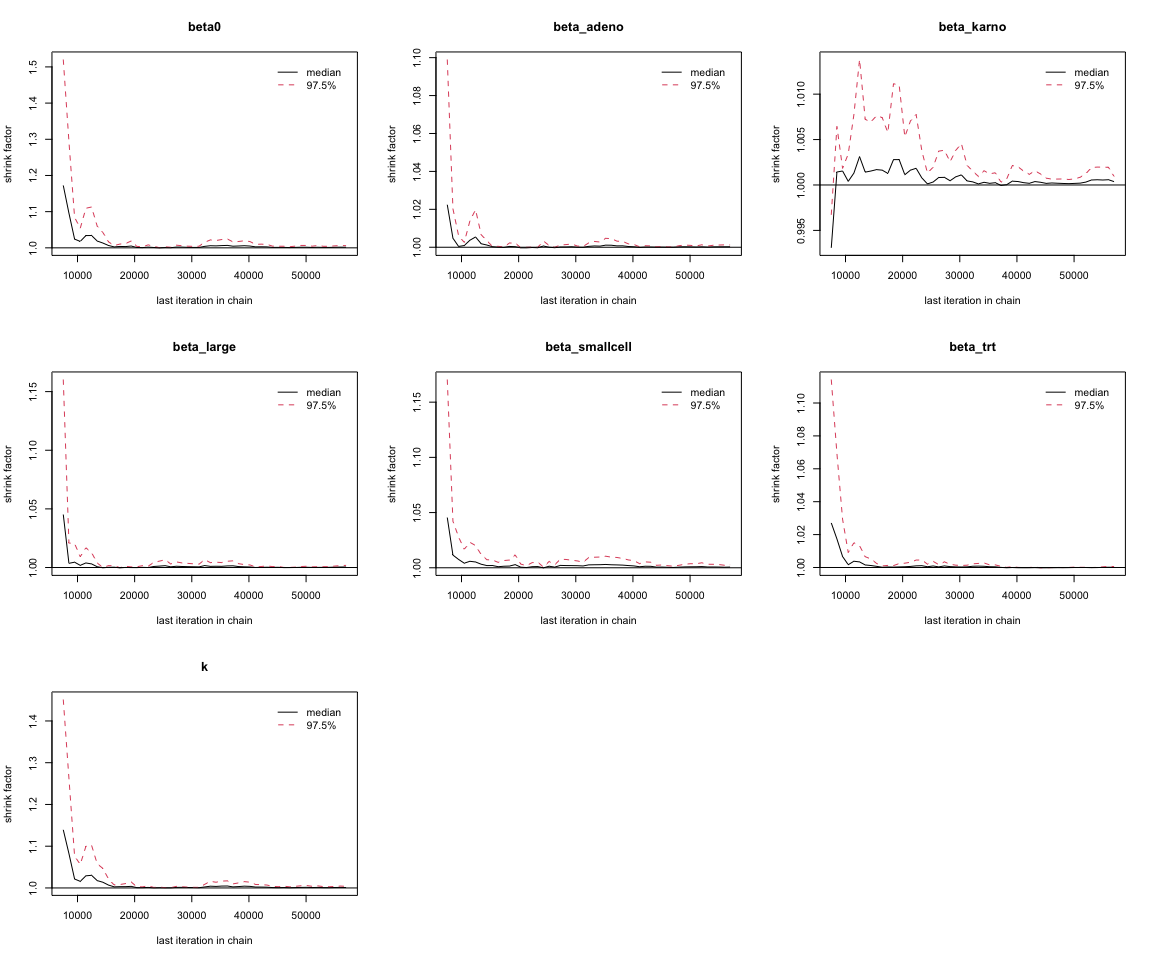 beta0
median
97.5%
shrink factor
1.0 1.1 1.2 1.3 1.4 1.5
10000 20000 30000 40000 50000
last iteration in chain
beta_adeno
median
97.5%
shrink factor
1.00 1.02 1.04 1.06 1.08 1.10
10000 20000 30000 40000 50000
last iteration in chain
beta_karno
median
97.5%
shrink factor
0.995 1.000 1.005 1.010
10000 20000 30000 40000 50000
last iteration in chain
beta_large
median
97.5%
shrink factor
1.00 1.05 1.10 1.15
10000 20000 30000 40000 50000
last iteration in chain
beta_smallcell
median
97.5%
shrink factor
1.00 1.05 1.10 1.15
10000 20000 30000 40000 50000
last iteration in chain
beta_trt
median
97.5%
shrink factor
1.00 1.02 1.04 1.06 1.08 1.10
10000 20000 30000 40000 50000
last iteration in chain
k
median
97.5%
shrink factor
1.0 1.1 1.2 1.3 1.4
10000 20000 30000 40000 50000
last iteration in chain